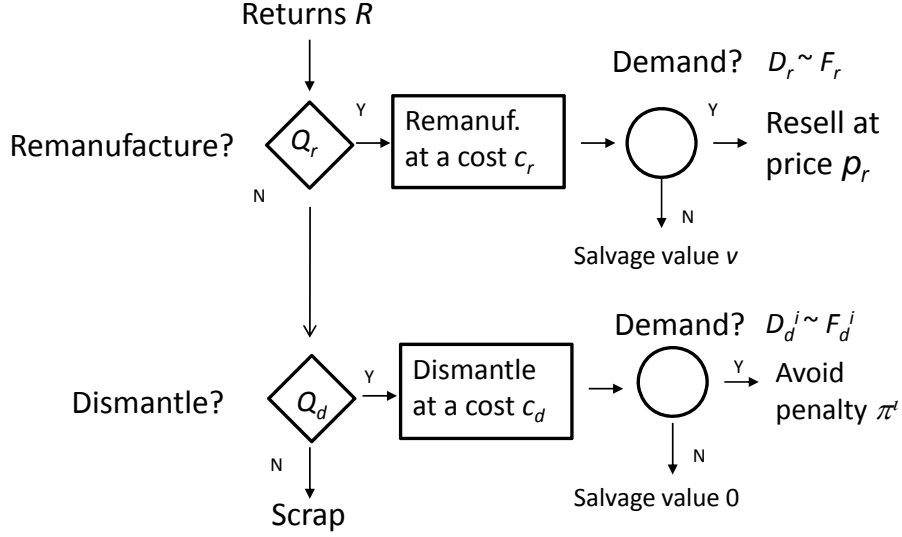 Returns R
Demand? D_r ~ F_r
Remanufacture?
Q_r
Y
Remanuf.
at a cost c_r
Y
Resell at
price p_r
N
N
Salvage value v
Demand? D_d^i ~ F_d^i
Dismantle?
Q_d
Y
Dismantle
at a cost c_d
Y
Avoid
penalty π^ι
N
N
Scrap
Salvage value 0